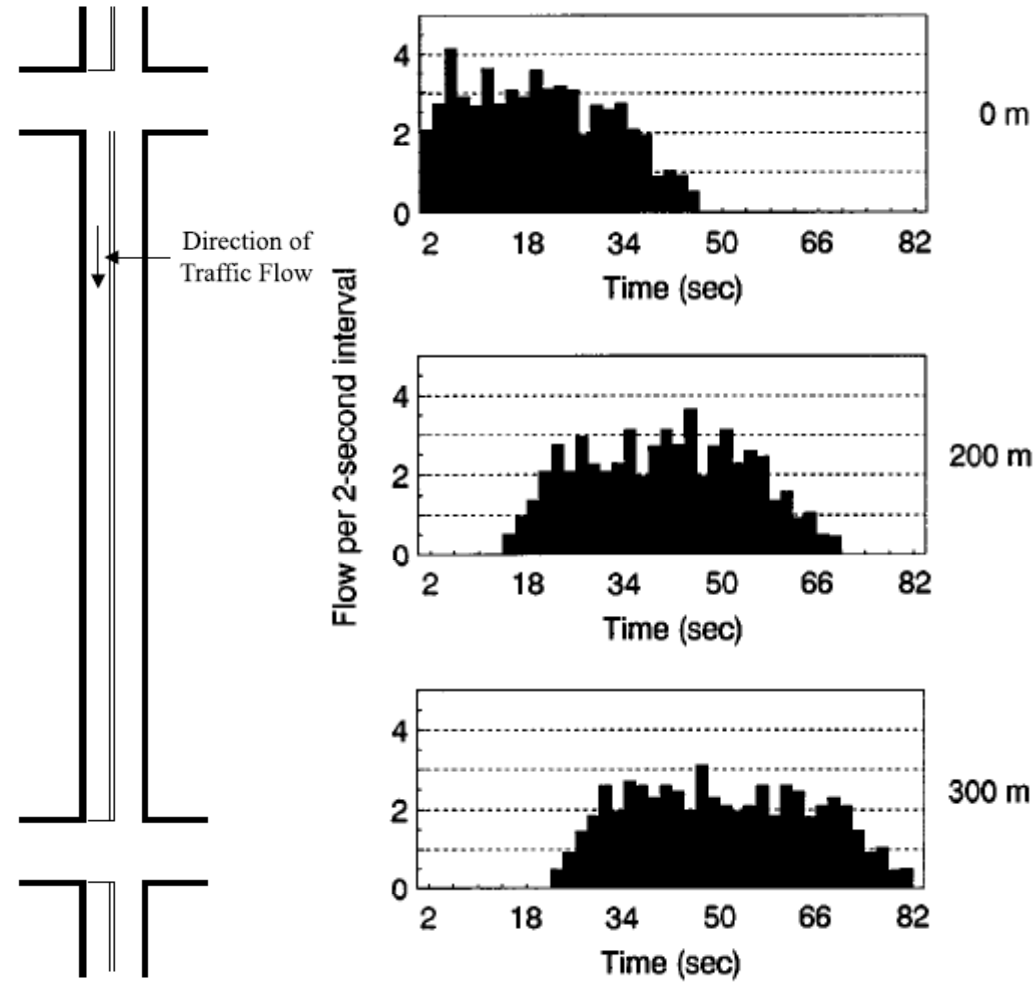 Direction of
Traffic Flow
Flow per 2-second interval
4
2
0
2 18 34 50 66 82
Time (sec)
0 m
4
2
0
2 18 34 50 66 82
Time (sec)
200 m
4
2
0
2 18 34 50 66 82
Time (sec)
300 m